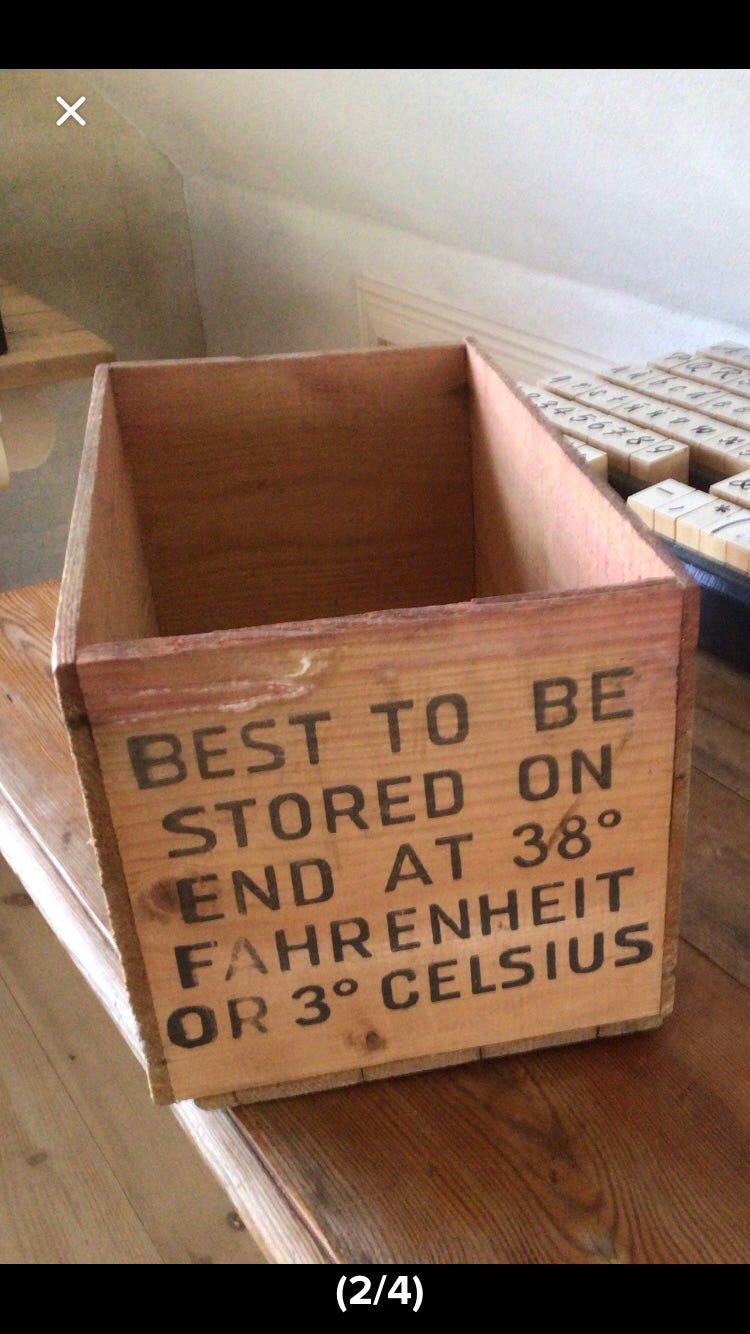 BEST TO BE
STORED ON
END AT 38°
FAHRENHEIT
OR 3° CELSIUS
(2/4)